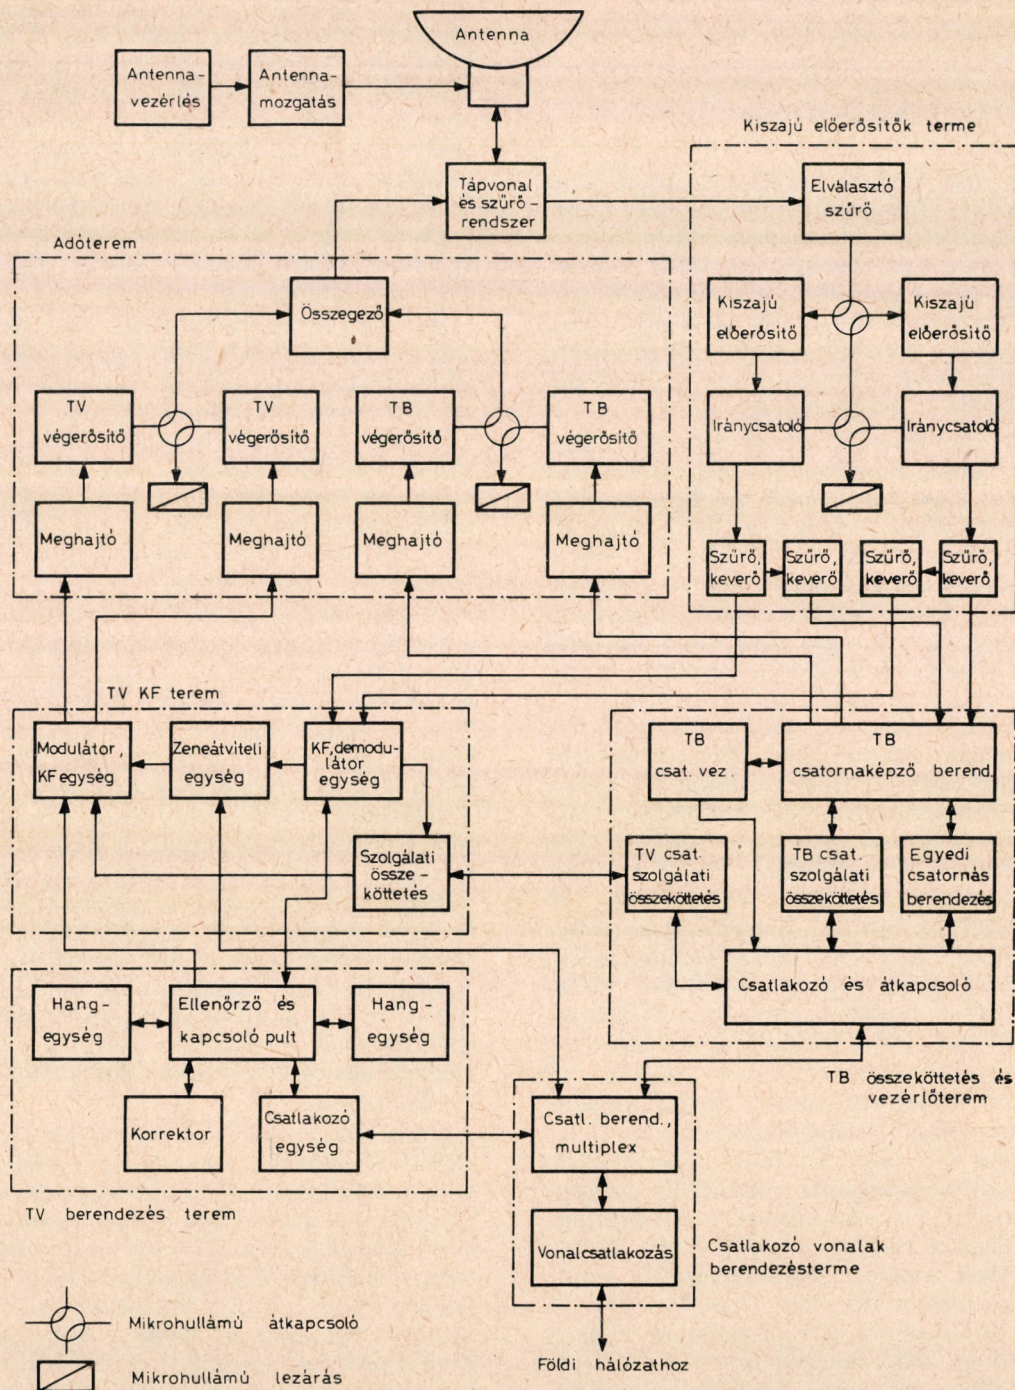 Antenna
Antenna-
vezérlés
Antenna-
mozgatás
Kiszajú előerősítők terme
Tápvonal
és szűrő-
rendszer
Elválasztó
szűrő
Adóterem
Összegező
Kiszajú
előerősítő
Kiszajú
előerősítő
TV
végerősítő
TV
végerősítő
TB
végerősítő
TB
végerősítő
Iránycsatoló
Iránycsatoló
Meghajtó
Meghajtó
Meghajtó
Meghajtó
Szűrő,
keverő
Szűrő,
keverő
Szűrő,
keverő
Szűrő,
keverő
TV KF terem
Modulátor,
KF egység
Zeneátviteli
egység
KF, demodu-
látor
egység
TB
csat. vez.
TB
csatornaképző berend.
Szolgálati
össze-
köttetés
TV csat.
szolgálati
összeköttetés
TB csat.
szolgálati
összeköttetés
Egyedi
csatornás
berendezés
Csatlakozó és átkapcsoló
Hang-
egység
Ellenőrző és
kapcsoló pult
Hang-
egység
TB összeköttetés és
vezérlőterem
Korrektor
Csatlakozó
egység
Csatl. berend.,
multiplex
TV berendezés terem
Vonalcsatlakozás
Csatlakozó vonalak
berendezésterme
Mikrohullámú átkapcsoló
Földi hálózathoz
Mikrohullámú lezárás